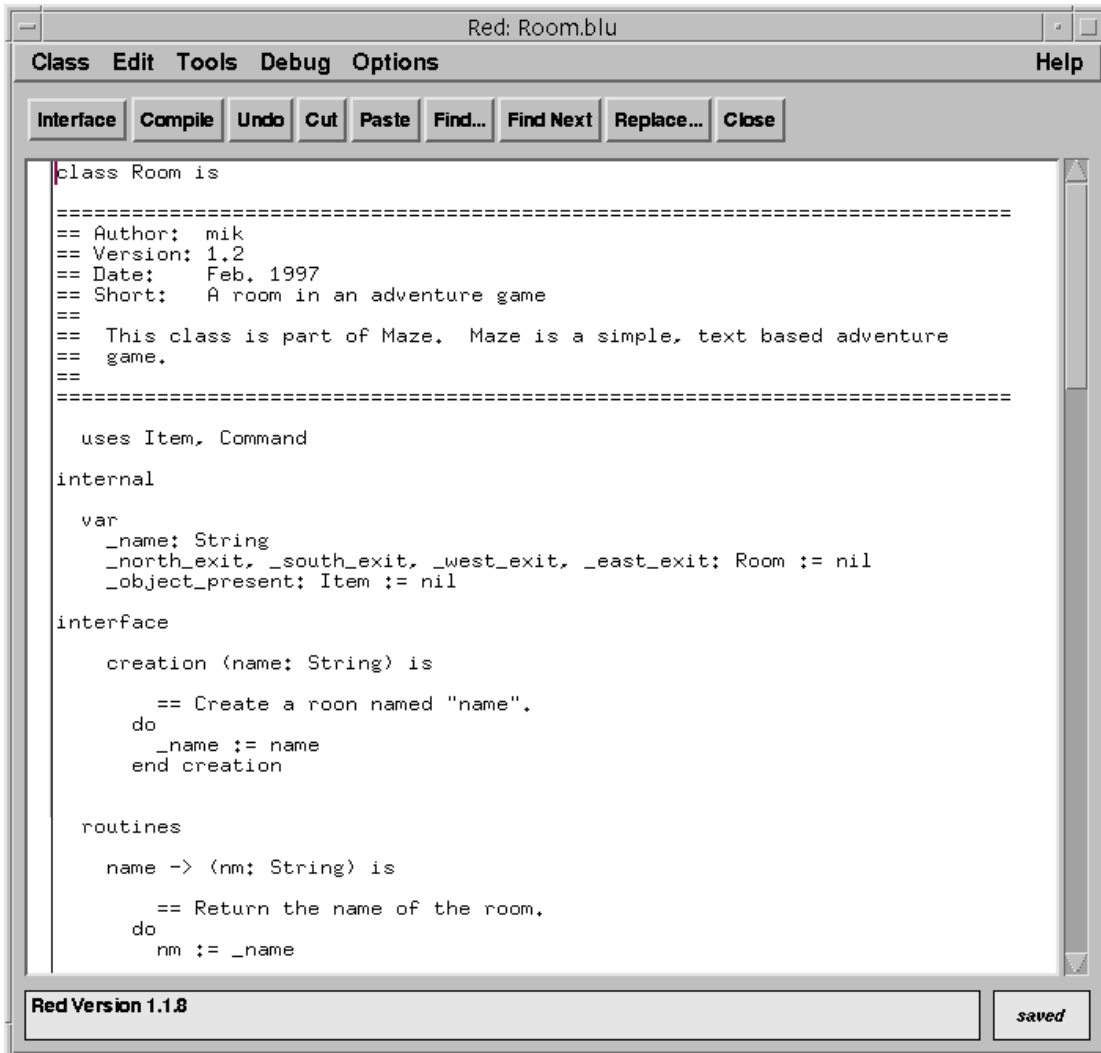 Red: Room.blu
Class Edit Tools Debug Options Help
Interface Compile Undo Cut Paste Find... Find Next Replace... Close
class Room is
============================================================================
== Author:  mik
== Version: 1.2
== Date:    Feb. 1997
== Short:   A room in an adventure game
==
==  This class is part of Maze.  Maze is a simple, text based adventure
==  game.
==
============================================================================
  uses Item, Command
internal
  var
    _name: String
    _north_exit, _south_exit, _west_exit, _east_exit: Room := nil
    _object_present: Item := nil
interface
    creation (name: String) is
        == Create a roon named "name".
      do
        _name := name
      end creation
  routines
    name -> (nm: String) is
        == Return the name of the room.
      do
        nm := _name
Red Version 1.1.8
saved